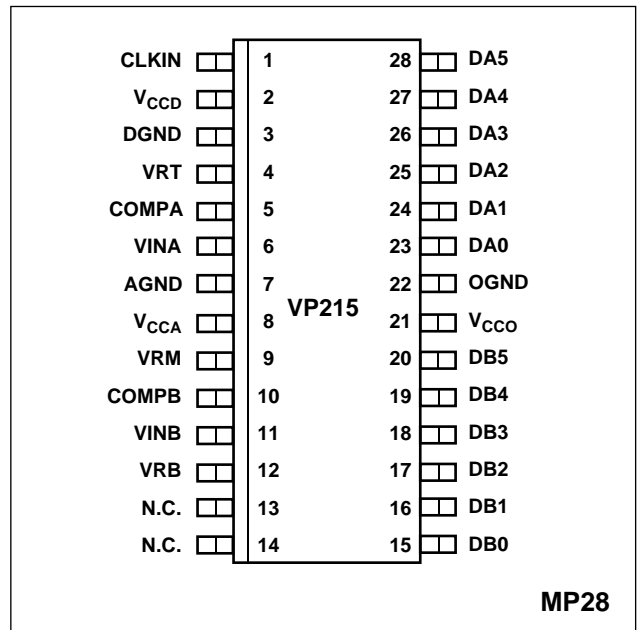 CLKIN 1 28 DA5
VCCD 2 27 DA4
DGND 3 26 DA3
VRT 4 25 DA2
COMPA 5 24 DA1
VINA 6 23 DA0
AGND 7 22 OGND
VP215
VCCA 8 21 VCCO
VRM 9 20 DB5
COMPB 10 19 DB4
VINB 11 18 DB3
VRB 12 17 DB2
N.C. 13 16 DB1
N.C. 14 15 DB0
MP28